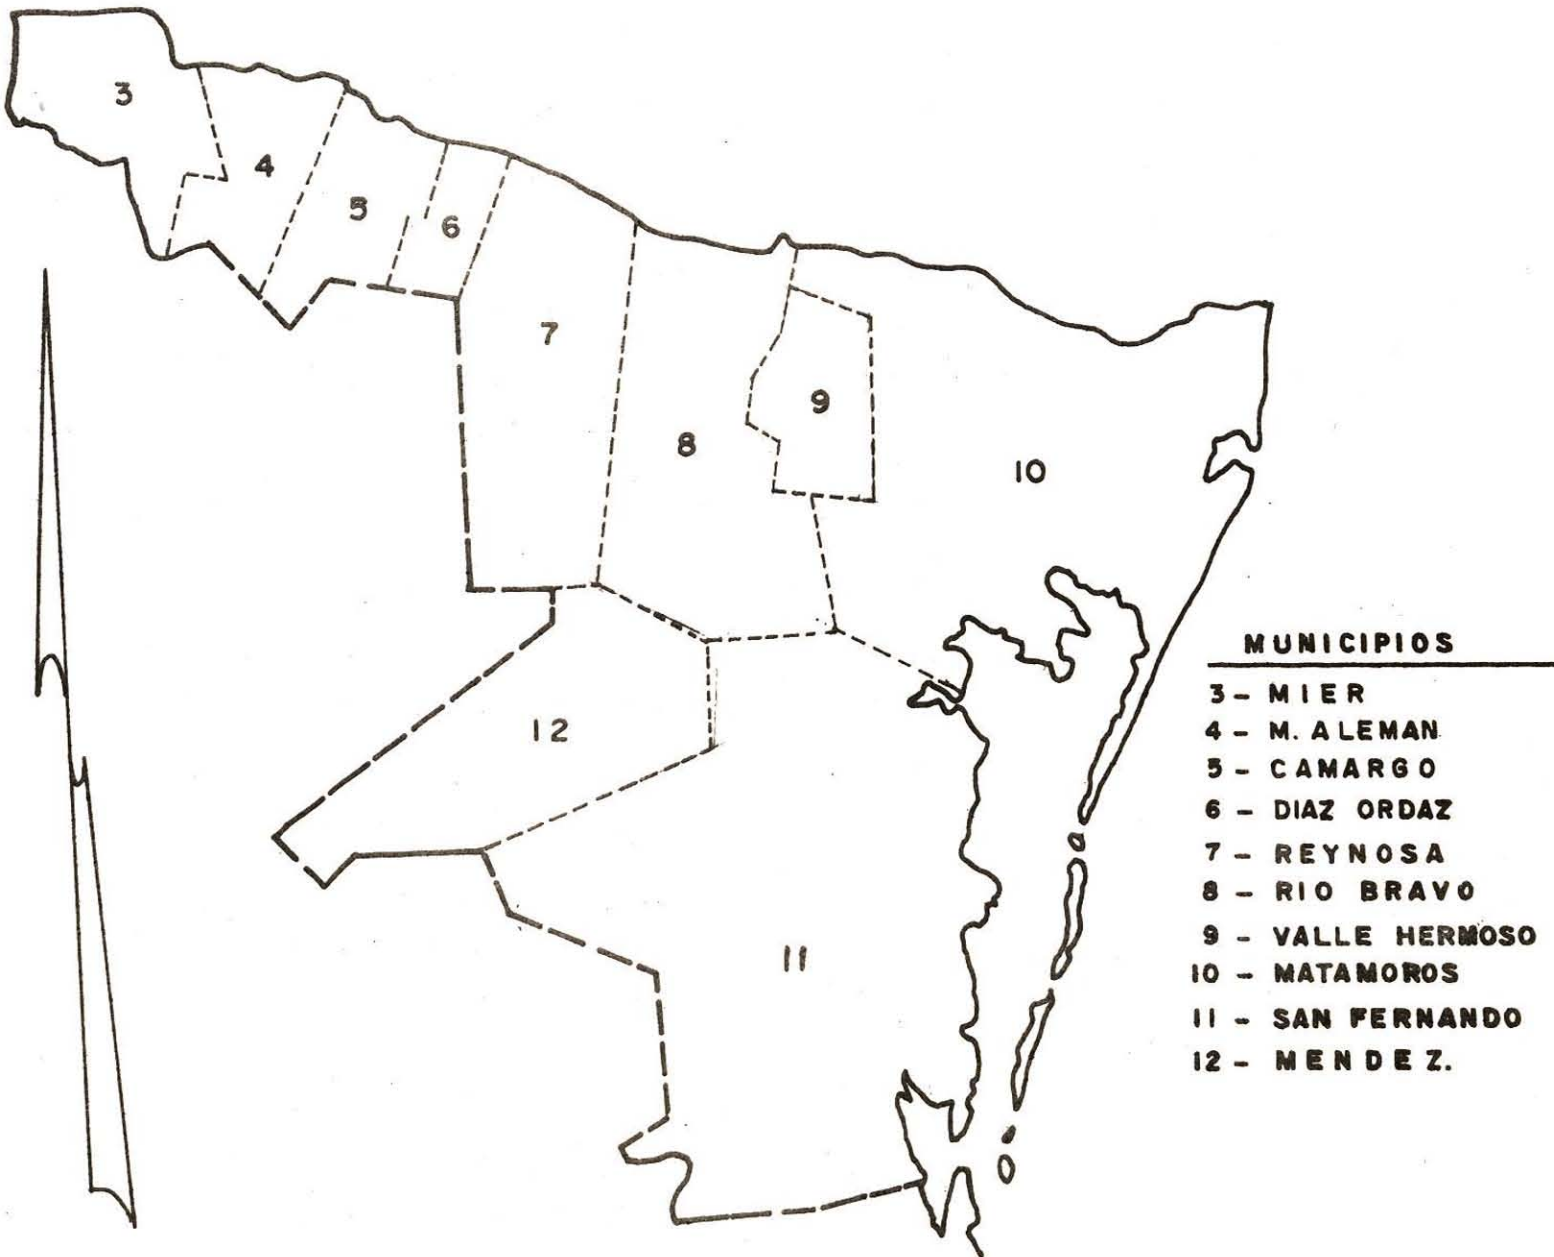 3
4
5
6
7
8
9
10
11
12
MUNICIPIOS
3 - MIER
4 - M. ALEMAN
5 - CAMARGO
6 - DIAZ ORDAZ
7 - REYNOSA
8 - RIO BRAVO
9 - VALLE HERMOSO
10 - MATAMOROS
11 - SAN FERNANDO
12 - MENDEZ.